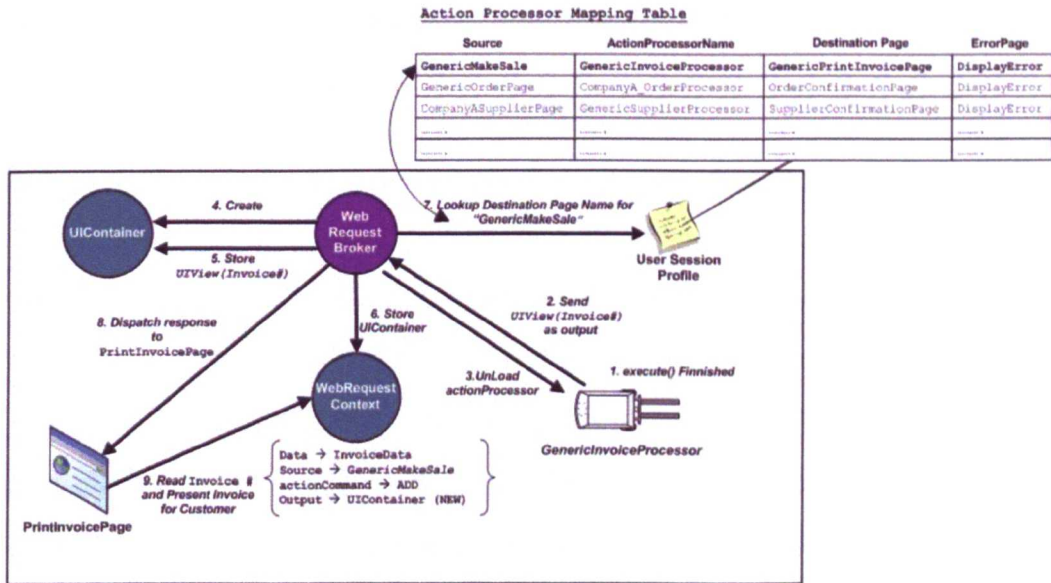 Action Processor Mapping Table
Source ActionProcessorName Destination Page ErrorPage
GenericMakeSale GenericInvoiceProcessor GenericPrintInvoicePage DisplayError
GenericOrderPage CompanyA_OrderProcessor OrderConfirmationPage DisplayError
CompanyASupplierPage GenericSupplierProcessor SupplierConfirmationPage DisplayError
....... ....... ....... .......
....... ....... ....... .......
UIContainer
4. Create
Web
Request
Broker
7. Lookup Destination Page Name for
"GenericMakeSale"
User Session
Profile
5. Store
UIView(Invoice#)
8. Dispatch response
to
PrintInvoicePage
6. Store
UIContainer
2. Send
UIView(Invoice#)
as output
3.UnLoad
actionProcessor
1. execute() Finnished
GenericInvoiceProcessor
WebRequest
Context
Data → InvoiceData
Source → GenericMakeSale
actionCommand → ADD
Output → UIContainer (NEW)
9. Read Invoice #
and Present Invoice
for Customer
PrintInvoicePage